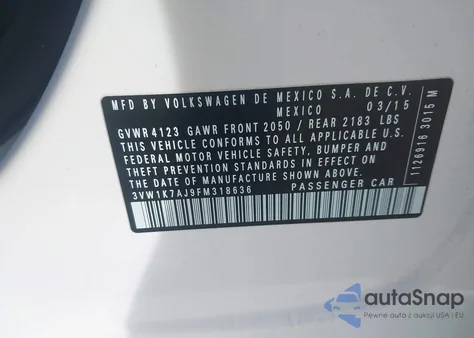 MFD BY VOLKSWAGEN DE MEXICO S.A. DE C.V.
MEXICO 03/15
GVWR 4123 GAWR FRONT 2050 / REAR 2183 LBS
THIS VEHICLE CONFORMS TO ALL APPLICABLE U.S.
FEDERAL MOTOR VEHICLE SAFETY, BUMPER AND
THEFT PREVENTION STANDARDS IN EFFECT ON
THE DATE OF MANUFACTURE SHOWN ABOVE.
3VW1K7AJ9FM318636 PASSENGER CAR
1126916 3015 M
autoSnap
Pewne auta z aukcji USA i EU